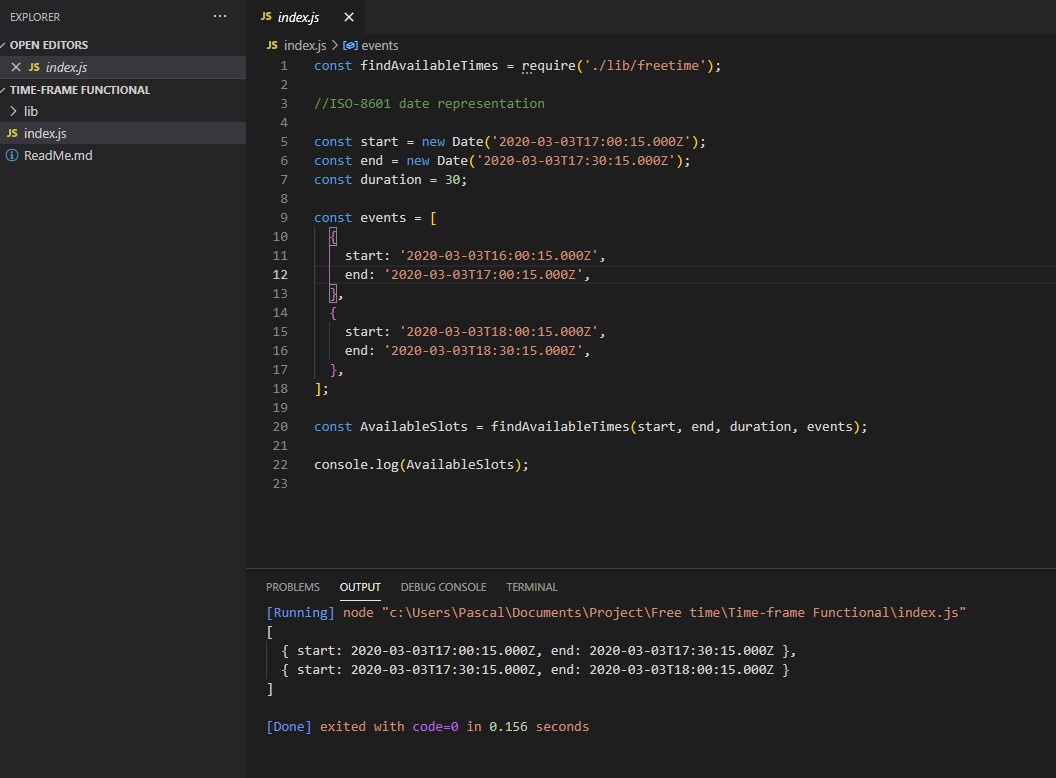 EXPLORER ···
OPEN EDITORS
JS index.js
TIME-FRAME FUNCTIONAL
lib
JS index.js
ReadMe.md
JS index.js
JS index.js > events
1 const findAvailableTimes = require('./lib/freetime');
2
3 //ISO-8601 date representation
4
5 const start = new Date('2020-03-03T17:00:15.000Z');
6 const end = new Date('2020-03-03T17:30:15.000Z');
7 const duration = 30;
8
9 const events = [
10 {
11 start: '2020-03-03T16:00:15.000Z',
12 end: '2020-03-03T17:00:15.000Z',
13 },
14 {
15 start: '2020-03-03T18:00:15.000Z',
16 end: '2020-03-03T18:30:15.000Z',
17 },
18 ];
19
20 const AvailableSlots = findAvailableTimes(start, end, duration, events);
21
22 console.log(AvailableSlots);
23
PROBLEMS OUTPUT DEBUG CONSOLE TERMINAL
[Running] node "c:\Users\Pascal\Documents\Project\Free time\Time-frame Functional\index.js"
[
{ start: 2020-03-03T17:00:15.000Z, end: 2020-03-03T17:30:15.000Z },
{ start: 2020-03-03T17:30:15.000Z, end: 2020-03-03T18:00:15.000Z }
]
[Done] exited with code=0 in 0.156 seconds